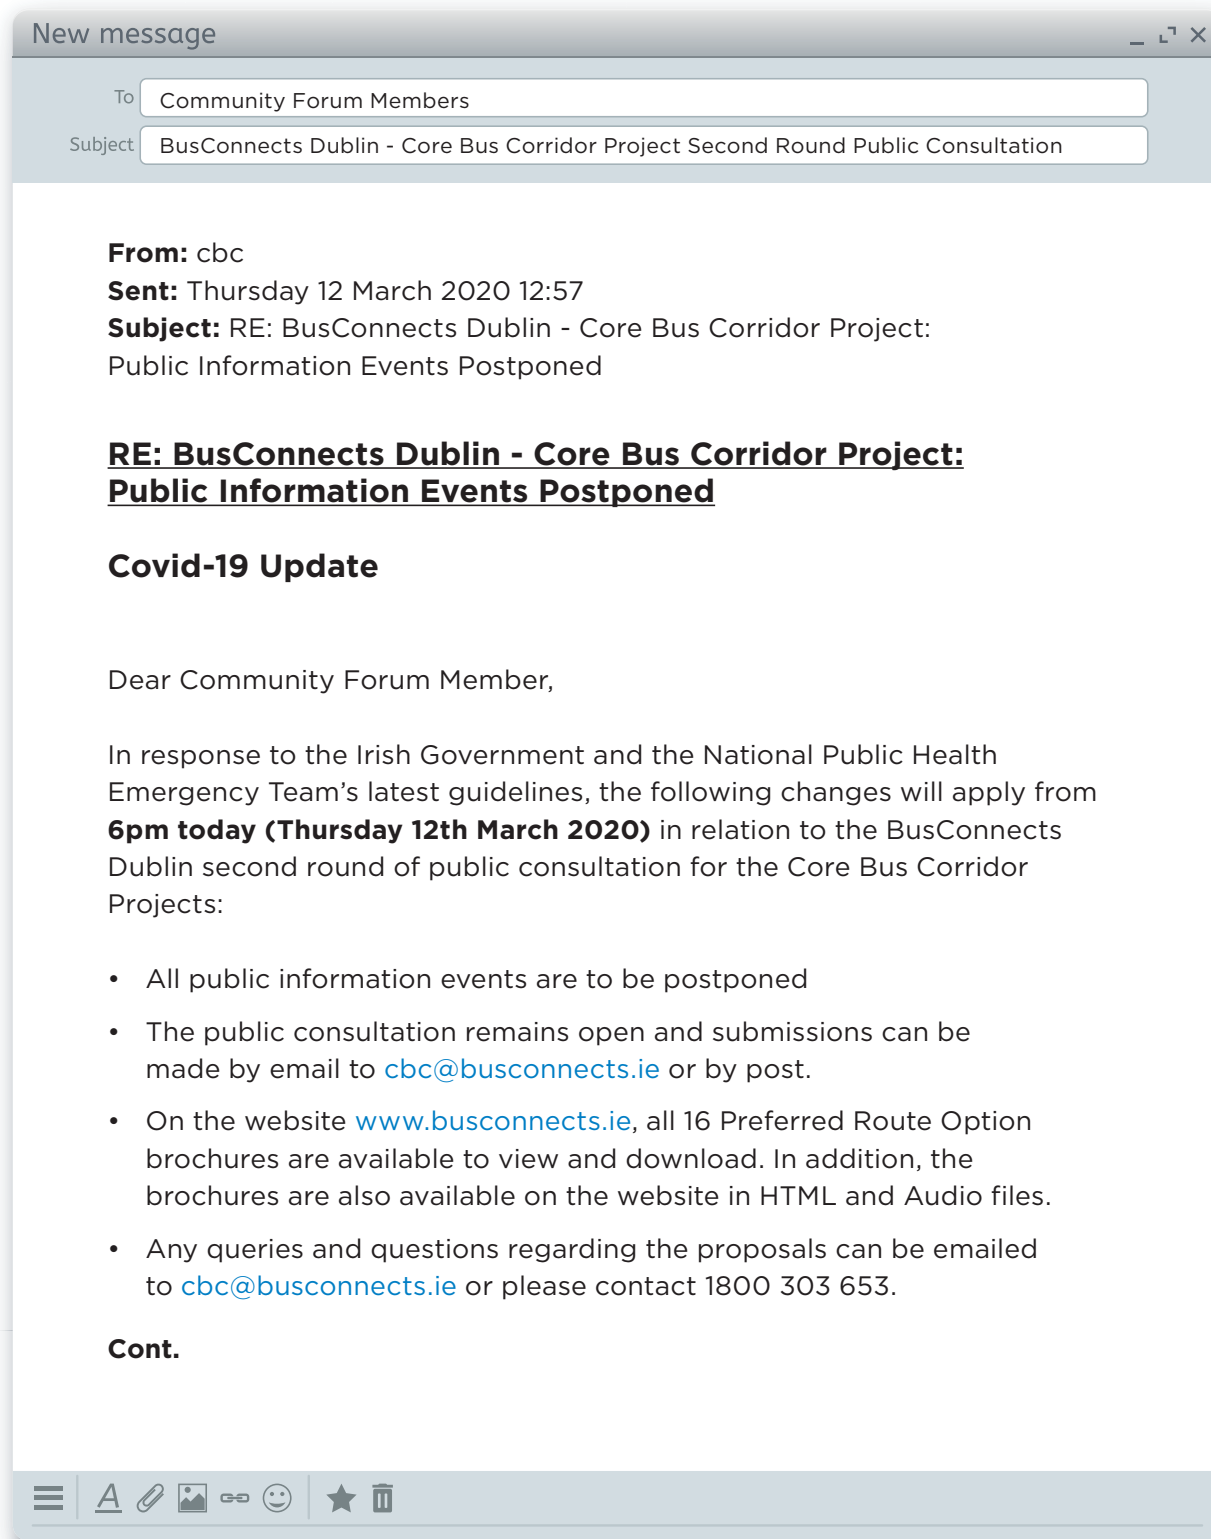 New message
To Community Forum Members
Subject BusConnects Dublin - Core Bus Corridor Project Second Round Public Consultation
From: cbc
Sent: Thursday 12 March 2020 12:57
Subject: RE: BusConnects Dublin - Core Bus Corridor Project:
Public Information Events Postponed
RE: BusConnects Dublin - Core Bus Corridor Project:
Public Information Events Postponed
Covid-19 Update
Dear Community Forum Member,
In response to the Irish Government and the National Public Health
Emergency Team’s latest guidelines, the following changes will apply from
6pm today (Thursday 12th March 2020) in relation to the BusConnects
Dublin second round of public consultation for the Core Bus Corridor
Projects:
• All public information events are to be postponed
• The public consultation remains open and submissions can be
made by email to cbc@busconnects.ie or by post.
• On the website www.busconnects.ie, all 16 Preferred Route Option
brochures are available to view and download. In addition, the
brochures are also available on the website in HTML and Audio files.
• Any queries and questions regarding the proposals can be emailed
to cbc@busconnects.ie or please contact 1800 303 653.
Cont.
A